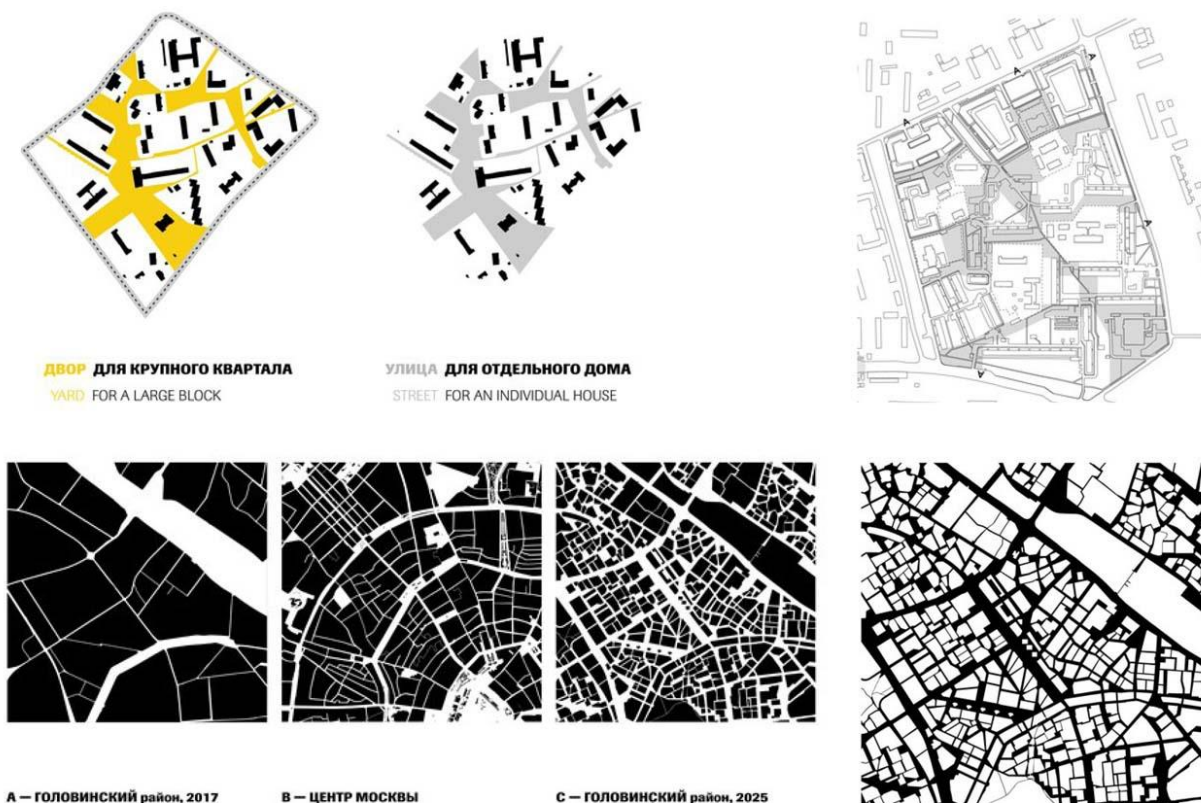 ДВОР ДЛЯ КРУПНОГО КВАРТАЛА
YARD FOR A LARGE BLOCK
УЛИЦА ДЛЯ ОТДЕЛЬНОГО ДОМА
STREET FOR AN INDIVIDUAL HOUSE
A
A
A
A
A
A — ГОЛОВИНСКИЙ район, 2017
B — ЦЕНТР МОСКВЫ
C — ГОЛОВИНСКИЙ район, 2025